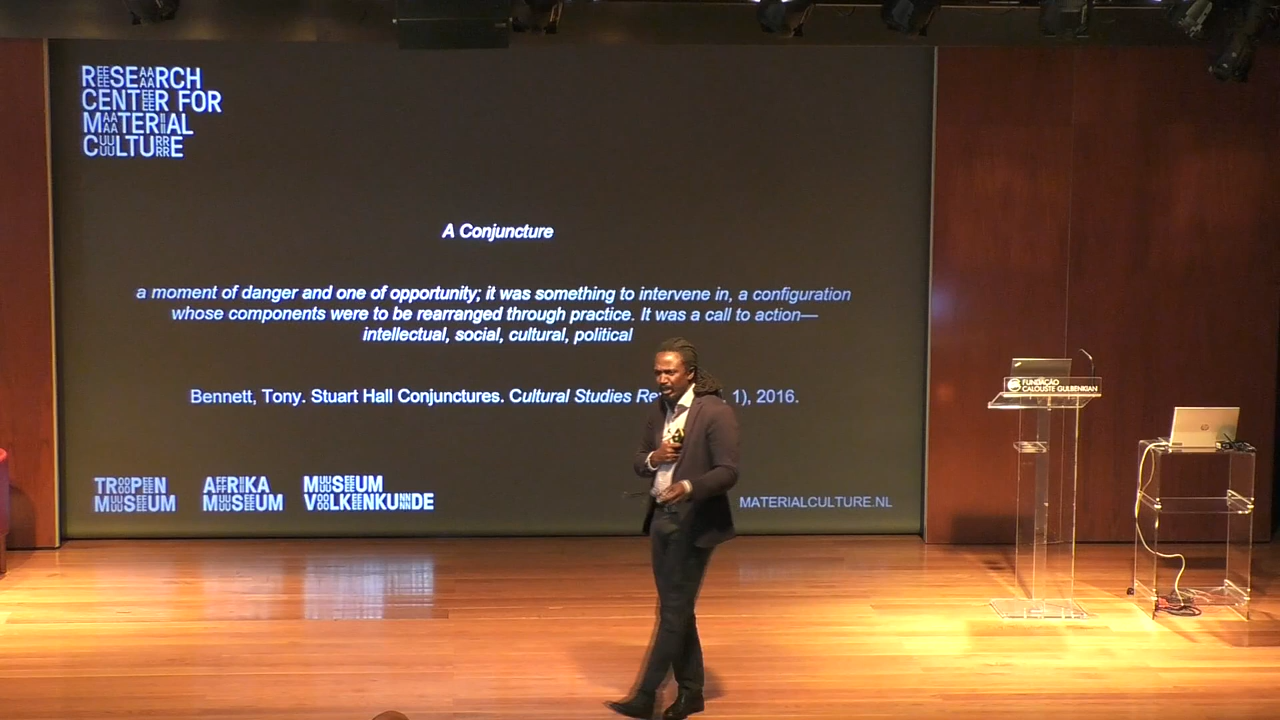 RESEARCH
CENTER FOR
MATERIAL
CULTURE
A Conjuncture
a moment of danger and one of opportunity; it was something to intervene in, a configuration
whose components were to be rearranged through practice. It was a call to action—
intellectual, social, cultural, political
Bennett, Tony. Stuart Hall Conjunctures. Cultural Studies 1), 2016.
TROPEN
MUSEUM
AFRIKA
MUSEUM
MUSEUM
VOLKENKUNDE
MATERIALCULTURE.NL
FUNDAÇÃO
CALOUSTE GULBENKIAN